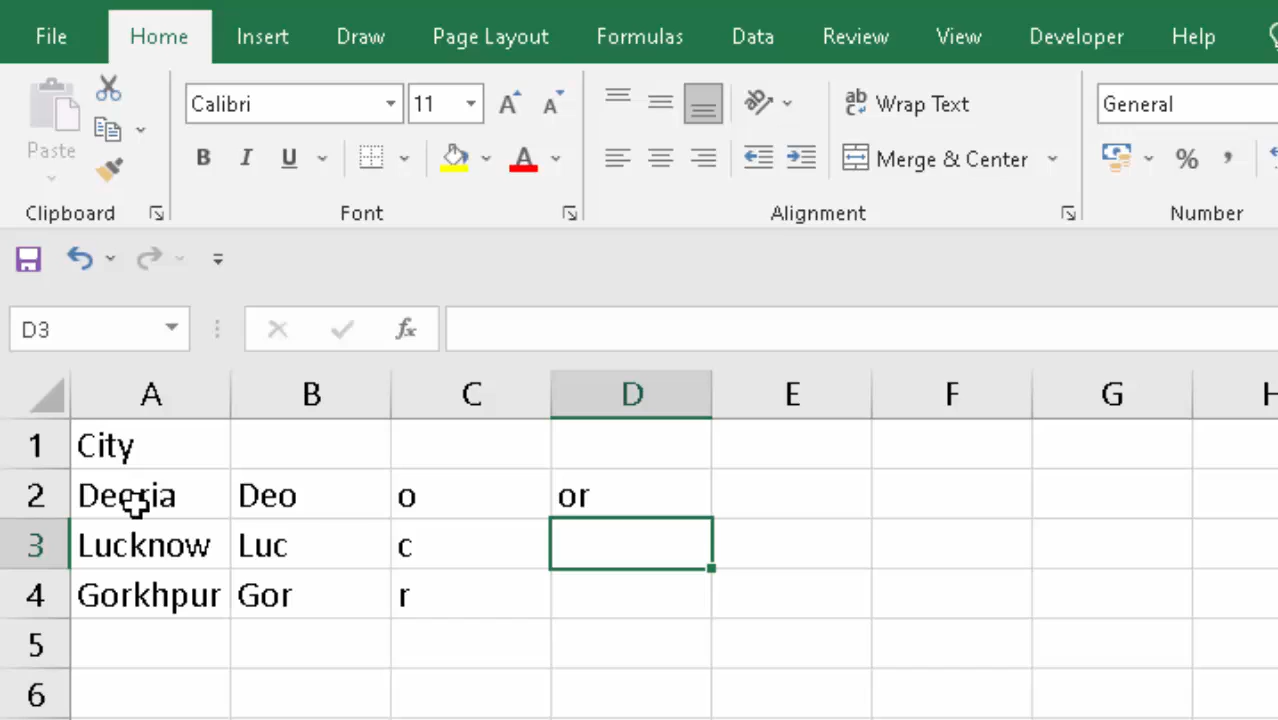 File Home Insert Draw Page Layout Formulas Data Review View Developer Help
Calibri 11 ab Wrap Text General
Paste B I U A Merge & Center % ,
Clipboard Font Alignment Number
D3 fx
A B C D E F G H
1 City
2 Deo o or
3 Lucknow Luc c
4 Gorkhpur Gor r
5
6